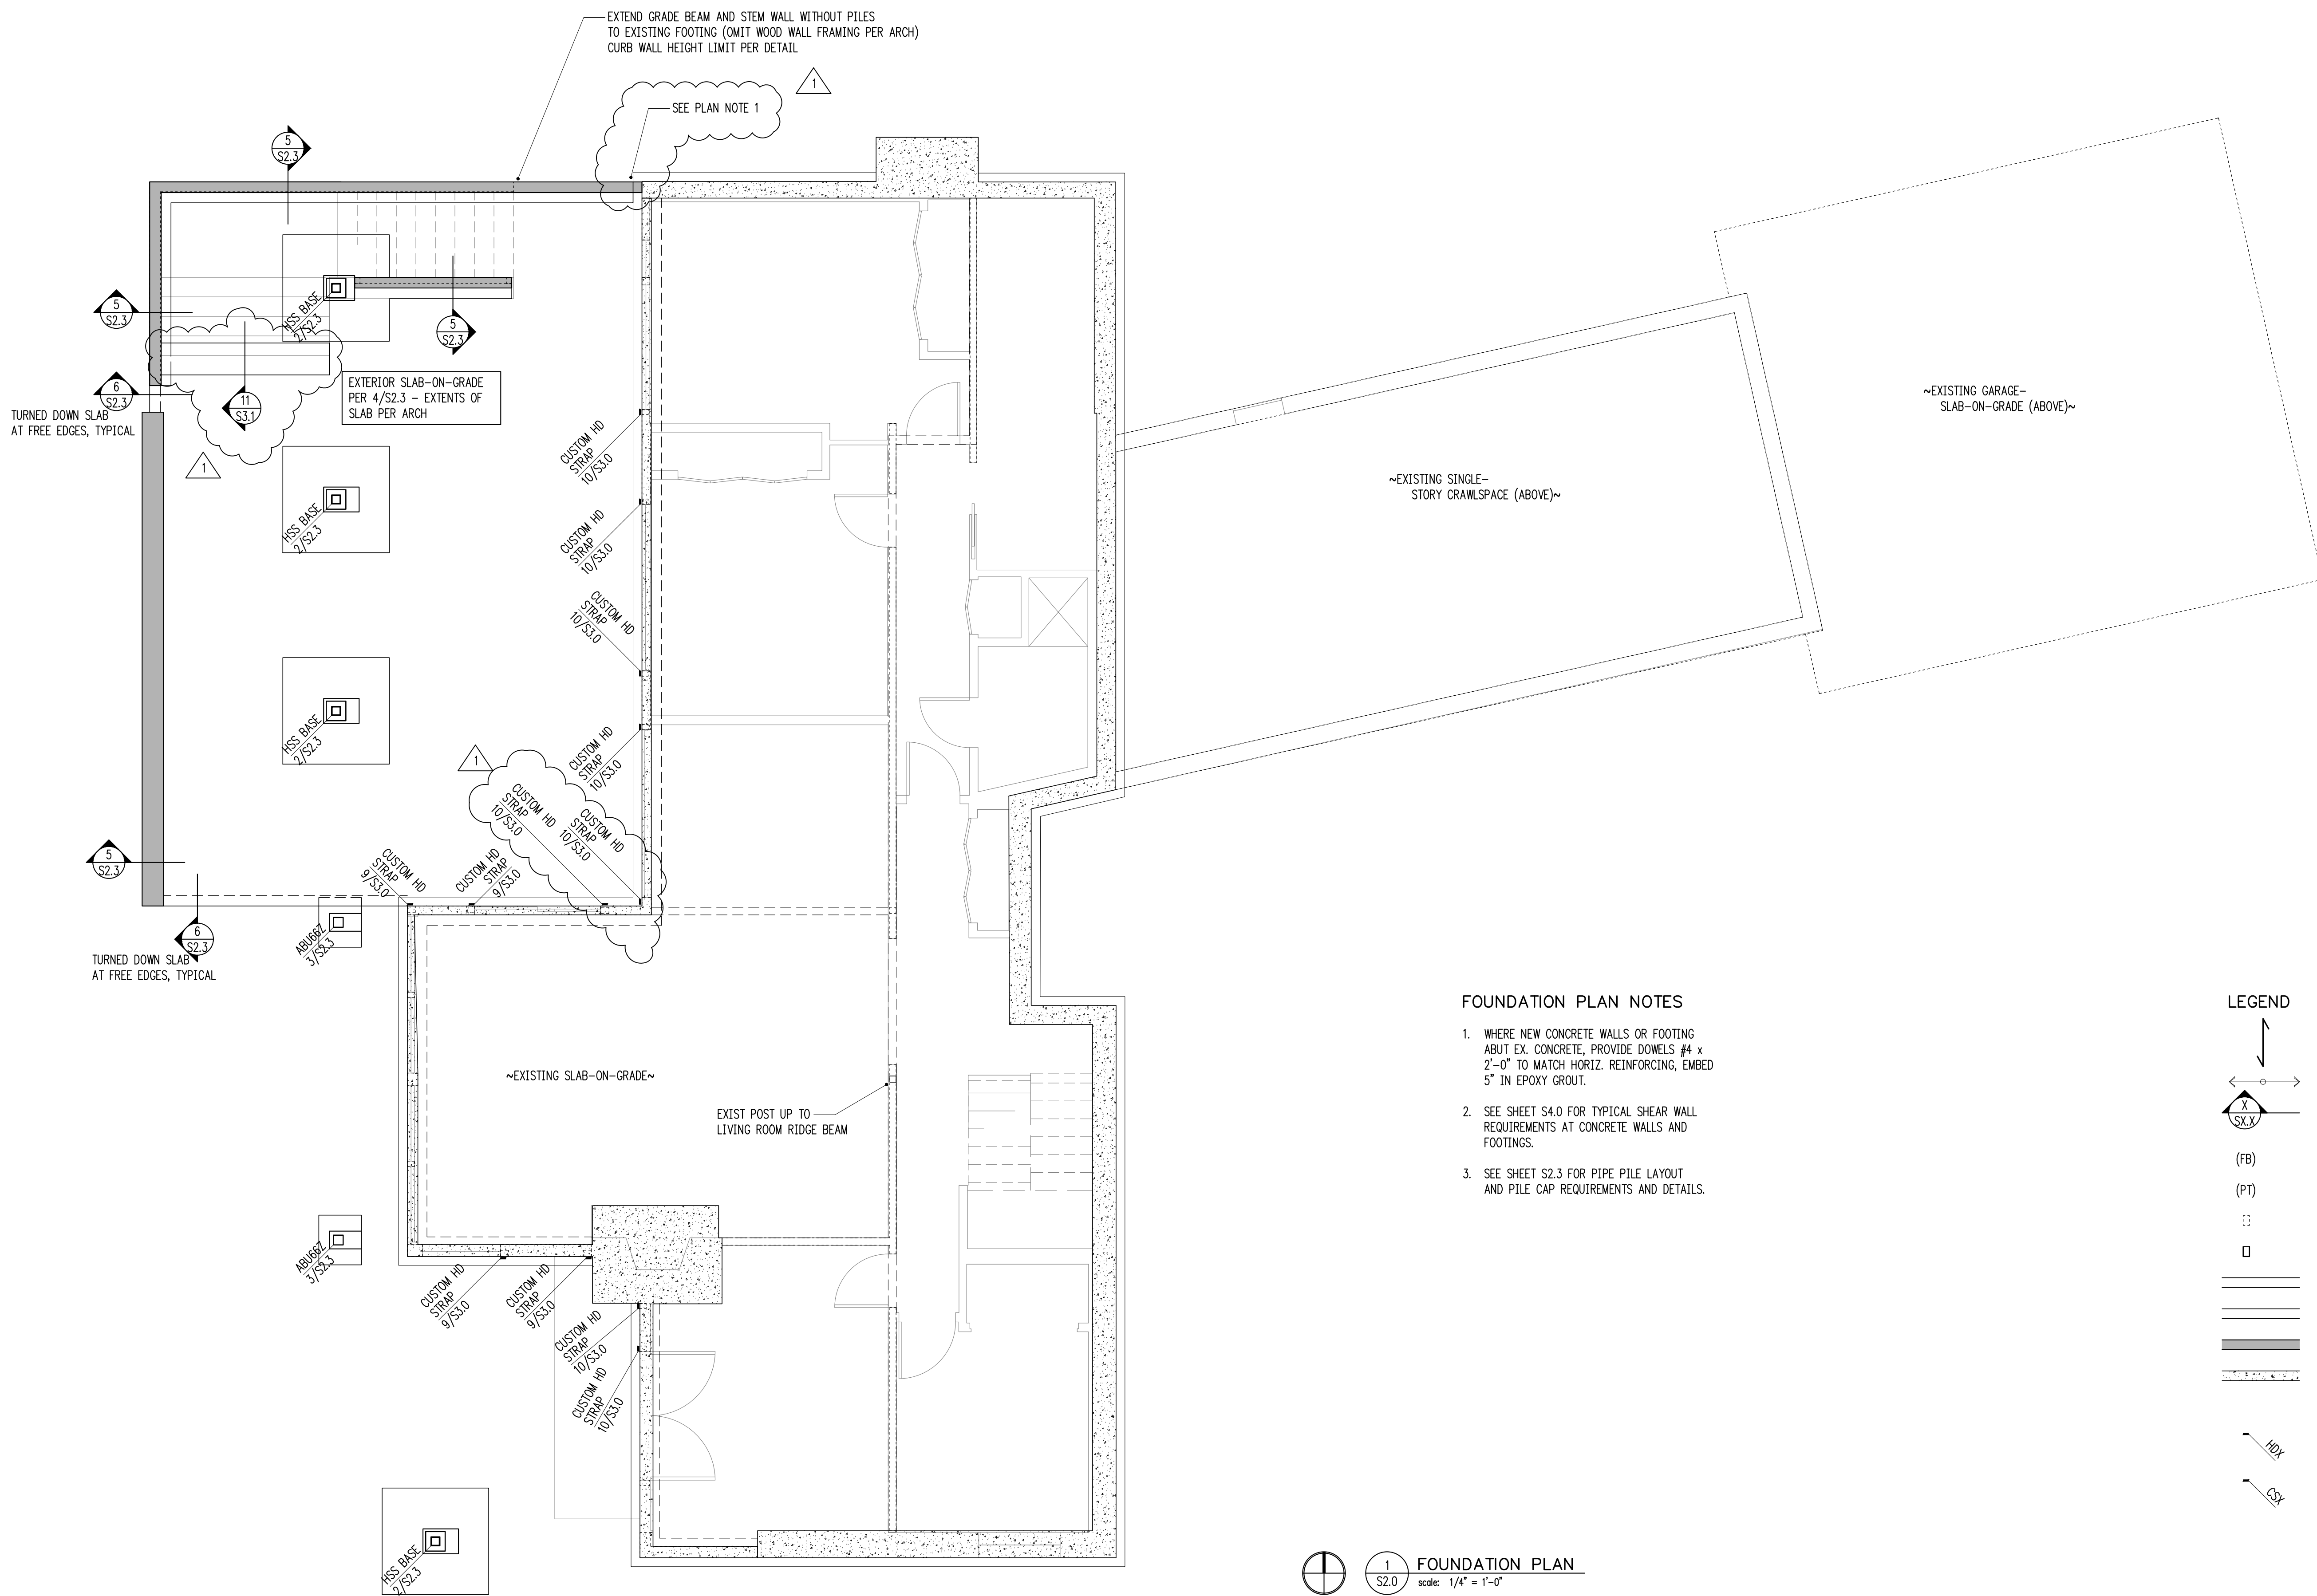 EXTEND GRADE BEAM AND STEM WALL WITHOUT PILES
TO EXISTING FOOTING (OMIT WOOD WALL FRAMING PER ARCH)
CURB WALL HEIGHT LIMIT PER DETAIL
1
SEE PLAN NOTE 1
5
S2.3
5
S2.3
HSS BASE
2/S2.3
5
S2.3
6
S2.3
TURNED DOWN SLAB
AT FREE EDGES, TYPICAL
11
S3.1
1
EXTERIOR SLAB-ON-GRADE
PER 4/S2.3 - EXTENTS OF
SLAB PER ARCH
~EXISTING GARAGE-
SLAB-ON-GRADE (ABOVE)~
~EXISTING SINGLE-
STORY CRAWLSPACE (ABOVE)~
CUSTOM HD
STRAP
10/S3.0
HSS BASE
2/S2.3
CUSTOM HD
STRAP
10/S3.0
CUSTOM HD
STRAP
10/S3.0
HSS BASE
2/S2.3
CUSTOM HD
STRAP
10/S3.0
1
CUSTOM HD
STRAP
10/S3.0
CUSTOM HD
STRAP
10/S3.0
5
S2.3
CUSTOM HD
STRAP
9/S3.0
CUSTOM HD
STRAP
9/S3.0
6
S2.3
TURNED DOWN SLAB
AT FREE EDGES, TYPICAL
ABU66Z
3/S2.3
~EXISTING SLAB-ON-GRADE~
EXIST POST UP TO
LIVING ROOM RIDGE BEAM
ABU66Z
3/S2.3
CUSTOM HD
STRAP
9/S3.0
CUSTOM HD
STRAP
9/S3.0
CUSTOM HD
STRAP
10/S3.0
CUSTOM HD
STRAP
10/S3.0
HSS BASE
2/S2.3
FOUNDATION PLAN NOTES
1. WHERE NEW CONCRETE WALLS OR FOOTING
ABUT EX. CONCRETE, PROVIDE DOWELS #4 x
2'-0" TO MATCH HORIZ. REINFORCING, EMBED
5" IN EPOXY GROUT.
2. SEE SHEET S4.0 FOR TYPICAL SHEAR WALL
REQUIREMENTS AT CONCRETE WALLS AND
FOOTINGS.
3. SEE SHEET S2.3 FOR PIPE PILE LAYOUT
AND PILE CAP REQUIREMENTS AND DETAILS.
LEGEND
X
SX.X
(FB)
(PT)
HDX
CSX
1
S2.0
FOUNDATION PLAN
scale: 1/4" = 1'-0"